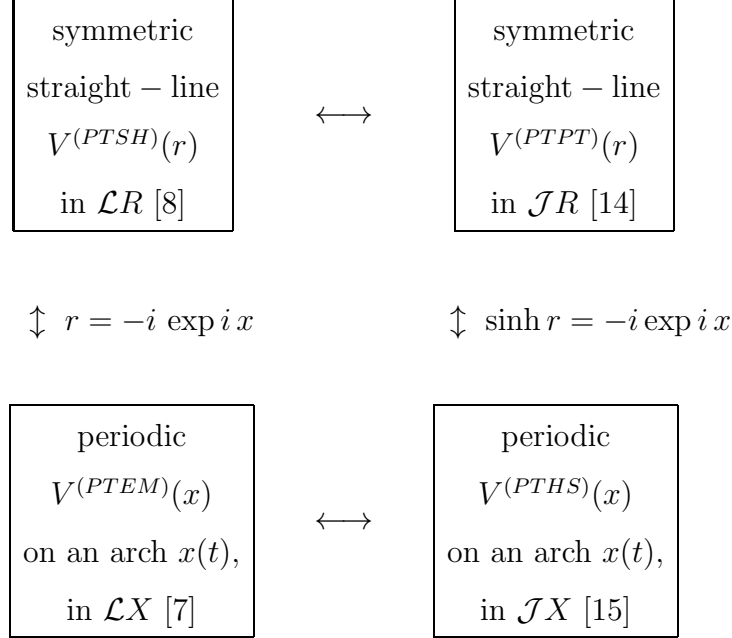 symmetric
straight – line
V^(PTSH)(r)
in ℒR [8]
⟷
symmetric
straight – line
V^(PTPT)(r)
in 𝒥R [14]
↕ r = −i exp i x
↕ sinh r = −i exp i x
periodic
V^(PTEM)(x)
on an arch x(t),
in ℒX [7]
⟷
periodic
V^(PTHS)(x)
on an arch x(t),
in 𝒥X [15]